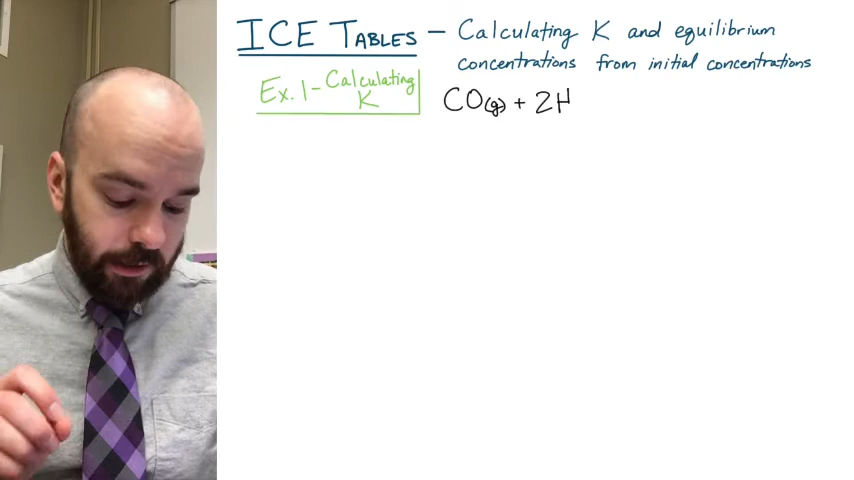 ICE TABLES – Calculating K and equilibrium
concentrations from initial concentrations
Ex. 1 – Calculating
K
CO(g) + 2H